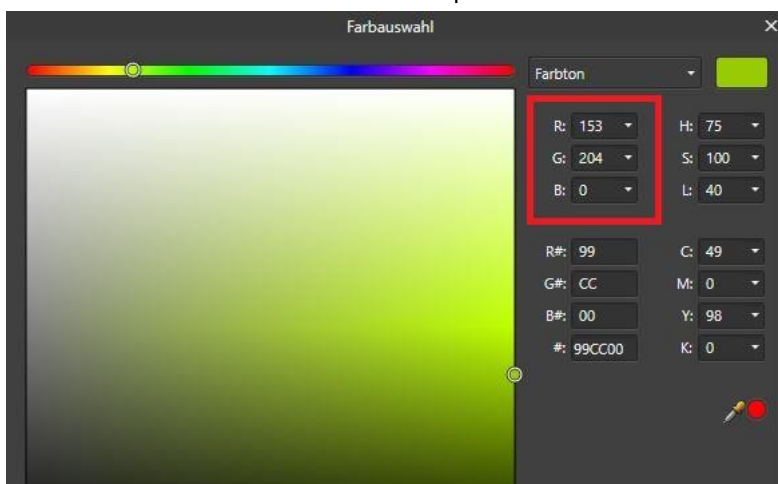 Farbauswahl
Farbton
R: 153 H: 75
G: 204 S: 100
B: 0 L: 40
R#: 99 C: 49
G#: CC M: 0
B#: 00 Y: 98
#: 99CC00 K: 0